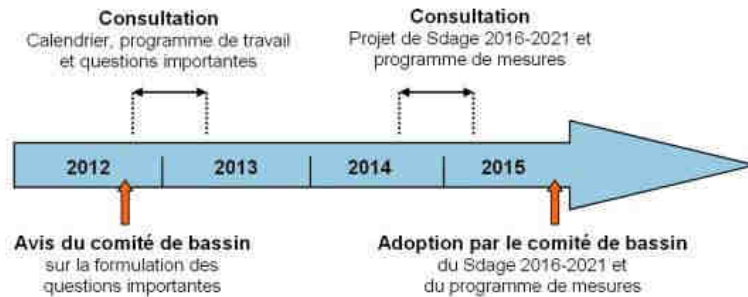 Consultation
Calendrier, programme de travail
et questions importantes
Consultation
Projet de Sdage 2016-2021 et
programme de mesures
2012
2013
2014
2015
Avis du comité de bassin
sur la formulation des
questions importantes
Adoption par le comité de bassin
du Sdage 2016-2021 et
du programme de mesures